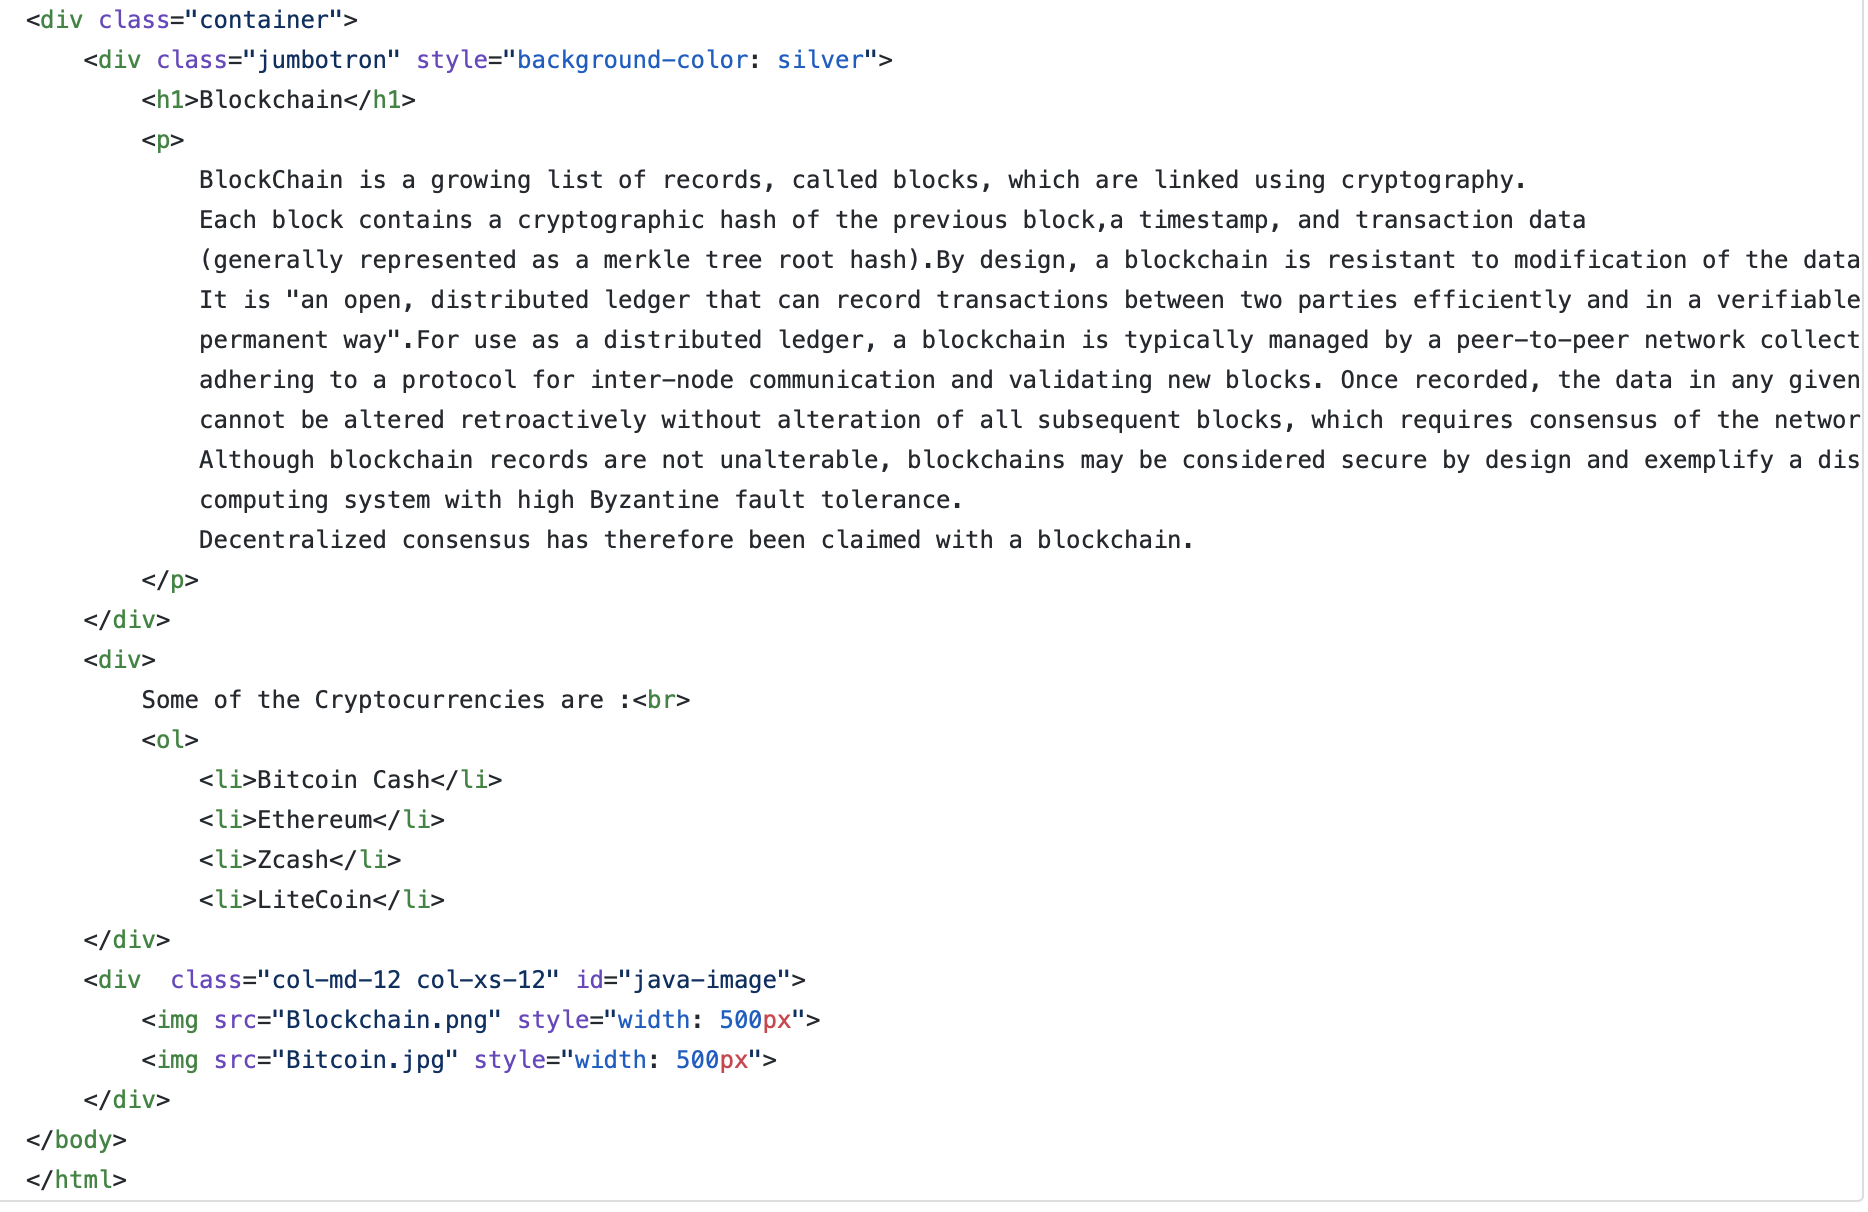 <div class="container">
<div class="jumbotron" style="background-color: silver">
<h1>Blockchain</h1>
<p>
BlockChain is a growing list of records, called blocks, which are linked using cryptography.
Each block contains a cryptographic hash of the previous block,a timestamp, and transaction data
(generally represented as a merkle tree root hash).By design, a blockchain is resistant to modification of the data
It is "an open, distributed ledger that can record transactions between two parties efficiently and in a verifiable
permanent way".For use as a distributed ledger, a blockchain is typically managed by a peer-to-peer network collect
adhering to a protocol for inter-node communication and validating new blocks. Once recorded, the data in any given
cannot be altered retroactively without alteration of all subsequent blocks, which requires consensus of the networ
Although blockchain records are not unalterable, blockchains may be considered secure by design and exemplify a dis
computing system with high Byzantine fault tolerance.
Decentralized consensus has therefore been claimed with a blockchain.
</p>
</div>
<div>
Some of the Cryptocurrencies are :<br>
<ol>
<li>Bitcoin Cash</li>
<li>Ethereum</li>
<li>Zcash</li>
<li>LiteCoin</li>
</div>
<div  class="col-md-12 col-xs-12" id="java-image">
<img src="Blockchain.png" style="width: 500px">
<img src="Bitcoin.jpg" style="width: 500px">
</div>
</body>
</html>